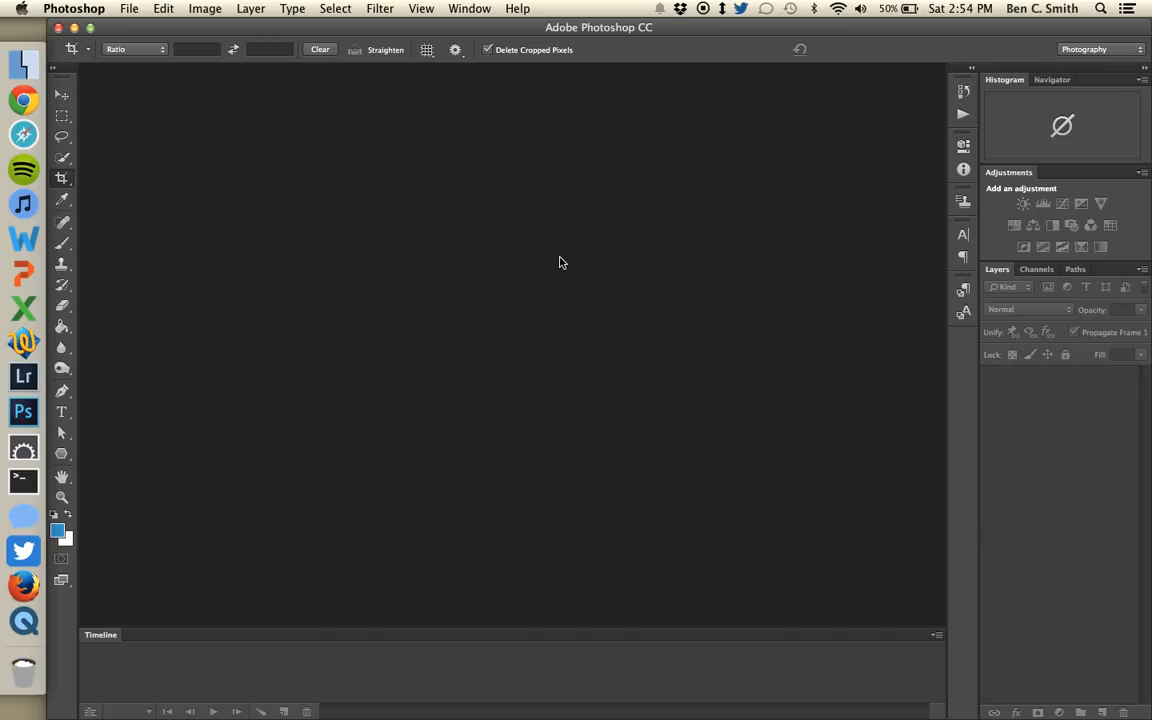 Photoshop File Edit Image Layer Type Select Filter View Window Help 50% Sat 2:54 PM Ben C. Smith
Adobe Photoshop CC
Ratio Clear Straighten Delete Cropped Pixels Photography
Histogram Navigator
Adjustments
Add an adjustment
Layers Channels Paths
Kind
Normal Opacity:
Unify: Propagate Frame 1
Lock: Fill:
Lr
Ps
Timeline